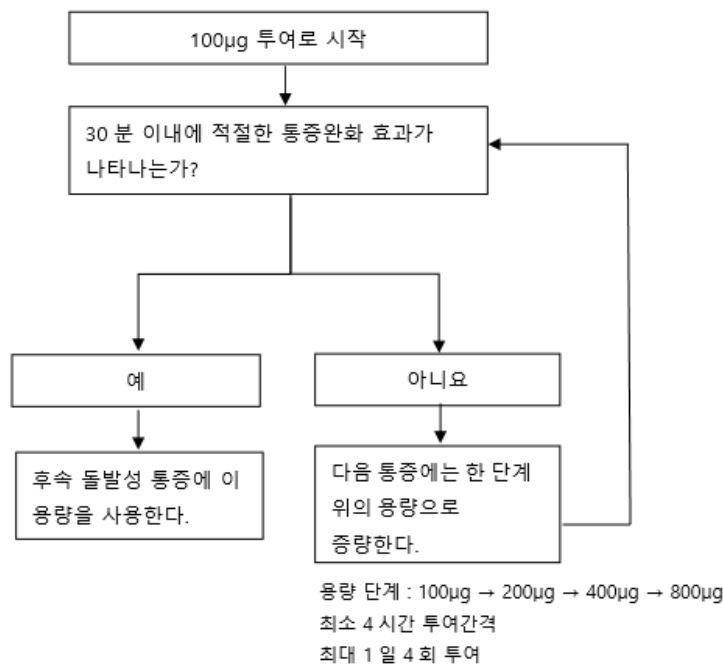 100µg 투여로 시작
30 분 이내에 적절한 통증완화 효과가
나타나는가?
예
아니요
후속 돌발성 통증에 이
용량을 사용한다.
다음 통증에는 한 단계
위의 용량으로
증량한다.
용량 단계 : 100µg → 200µg → 400µg → 800µg
최소 4 시간 투여간격
최대 1 일 4 회 투여